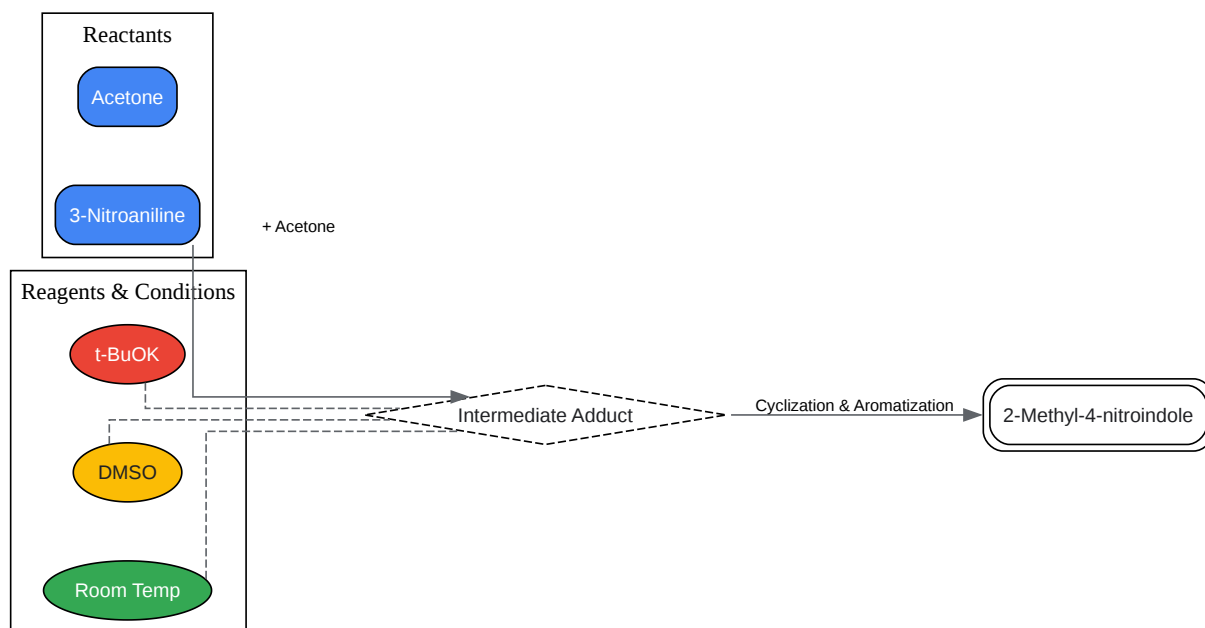 Reactants
Acetone
3-Nitroaniline
+ Acetone
Reagents & Conditions
t-BuOK
DMSO
Room Temp
Intermediate Adduct
Cyclization & Aromatization
2-Methyl-4-nitroindole